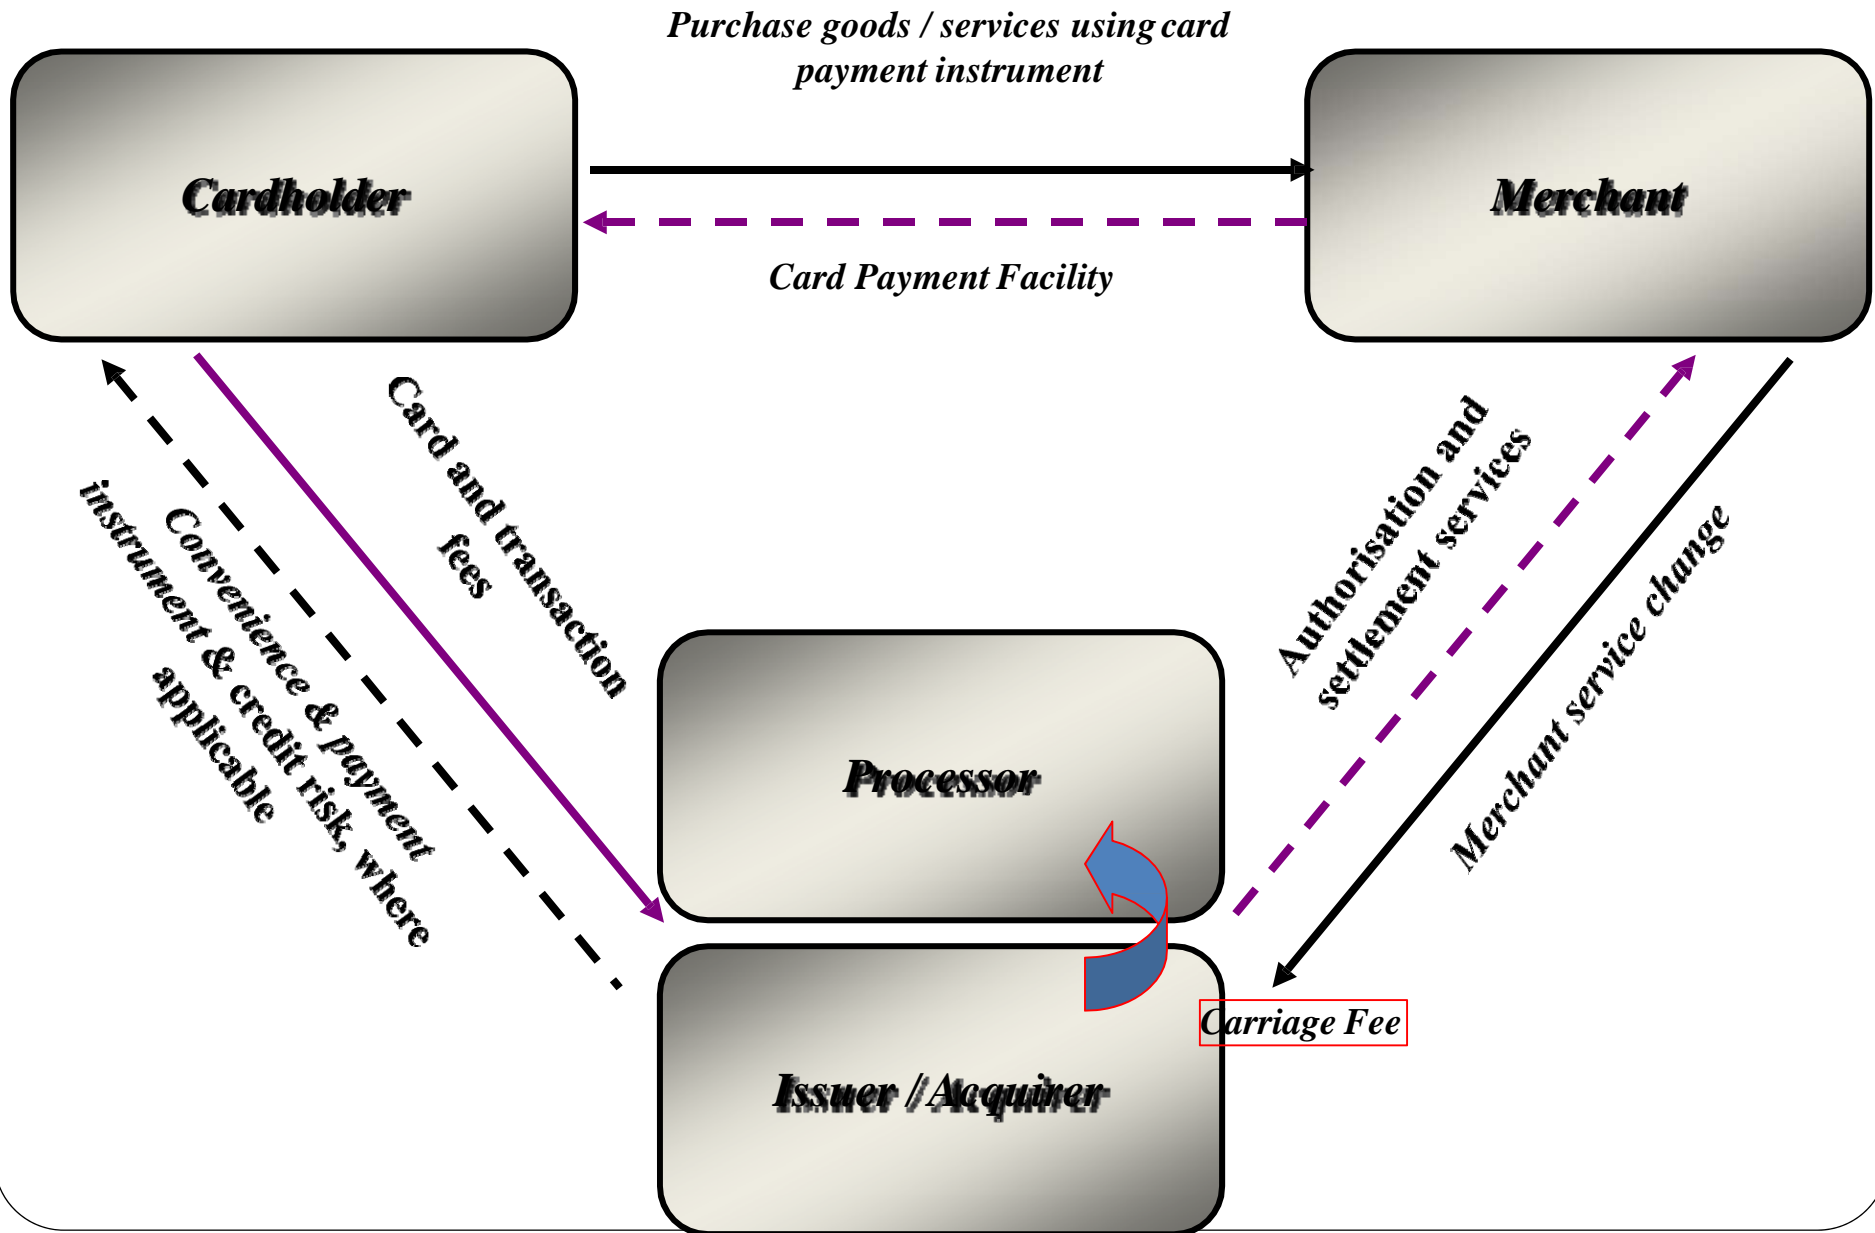 Purchase goods / services using card
payment instrument
Cardholder
Merchant
Card Payment Facility
Card and transaction
fees
Convenience & payment
instrument & credit risk, where
applicable
Authorisation and
settlement services
Merchant service change
Processor
Carriage Fee
Issuer / Acquirer